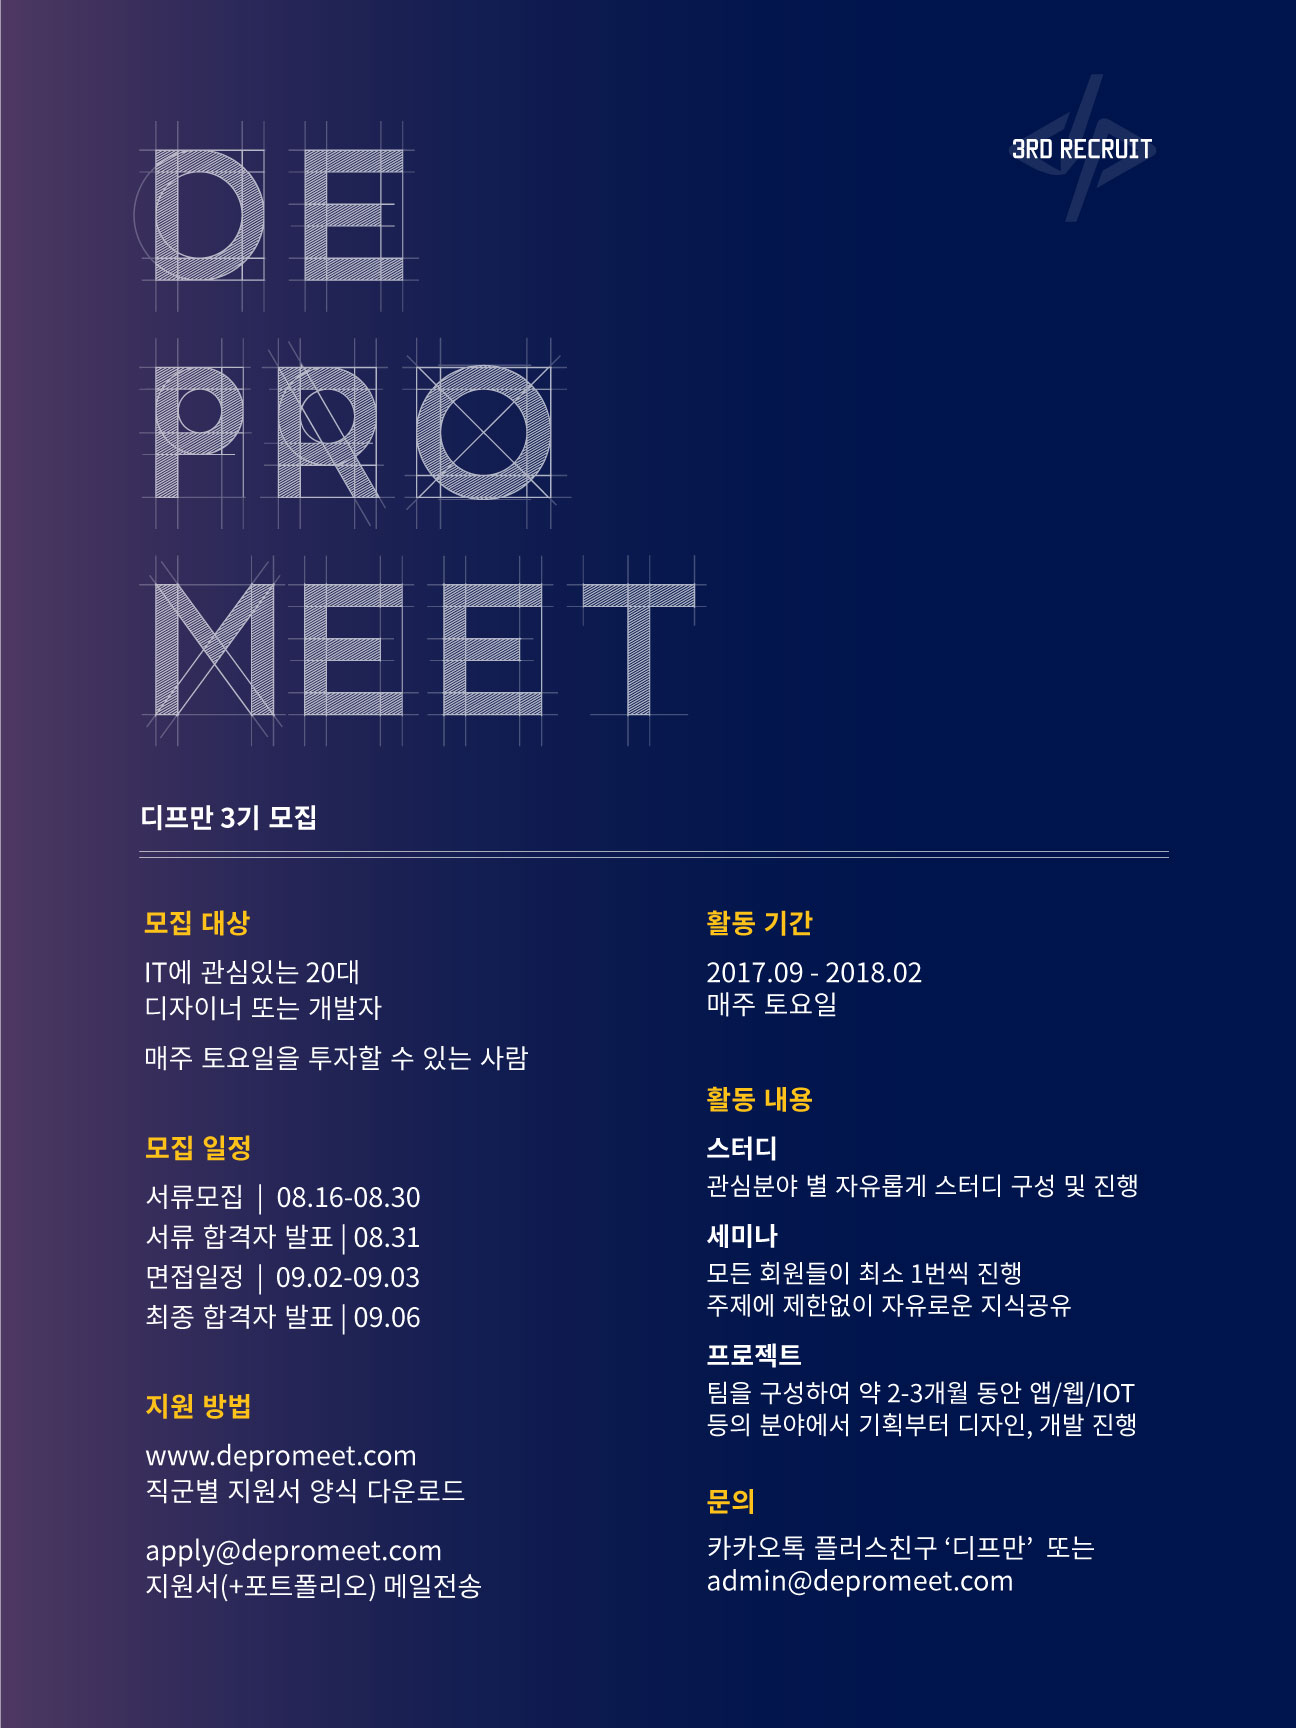 3RD RECRUIT
DE
PRO
MEET
디프만 3기 모집
모집 대상
IT에 관심있는 20대
디자이너 또는 개발자
매주 토요일을 투자할 수 있는 사람
모집 일정
서류모집 | 08.16-08.30
서류 합격자 발표 | 08.31
면접일정 | 09.02-09.03
최종 합격자 발표 | 09.06
지원 방법
www.depromeet.com
직군별 지원서 양식 다운로드
apply@depromeet.com
지원서(+포트폴리오) 메일전송
활동 기간
2017.09 - 2018.02
매주 토요일
활동 내용
스터디
관심분야 별 자유롭게 스터디 구성 및 진행
세미나
모든 회원들이 최소 1번씩 진행
주제에 제한없이 자유로운 지식공유
프로젝트
팀을 구성하여 약 2-3개월 동안 앱/웹/IOT
등의 분야에서 기획부터 디자인, 개발 진행
문의
카카오톡 플러스친구 ‘디프만’ 또는
admin@depromeet.com